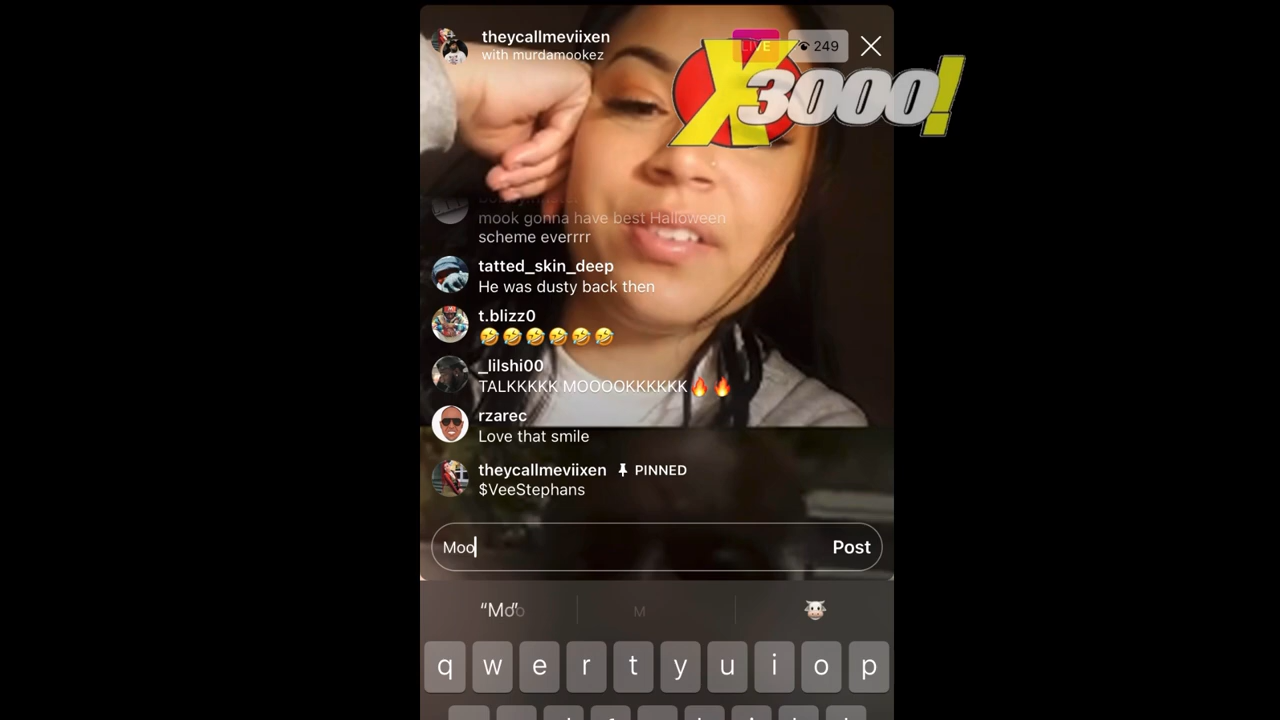 theycallmeviixen
with murdamookez
LIVE
249
X3000!
mook gonna have best Halloween
scheme everrrr
tatted_skin_deep
He was dusty back then
t.blizz0
🤣🤣🤣🤣🤣🤣
_lilshi00
TALKKKKK MOOOOKKKKKK🔥🔥
rzarec
Love that smile
theycallmeviixen PINNED
$VeeStephans
Moo
Post
q w e r t y u i o p